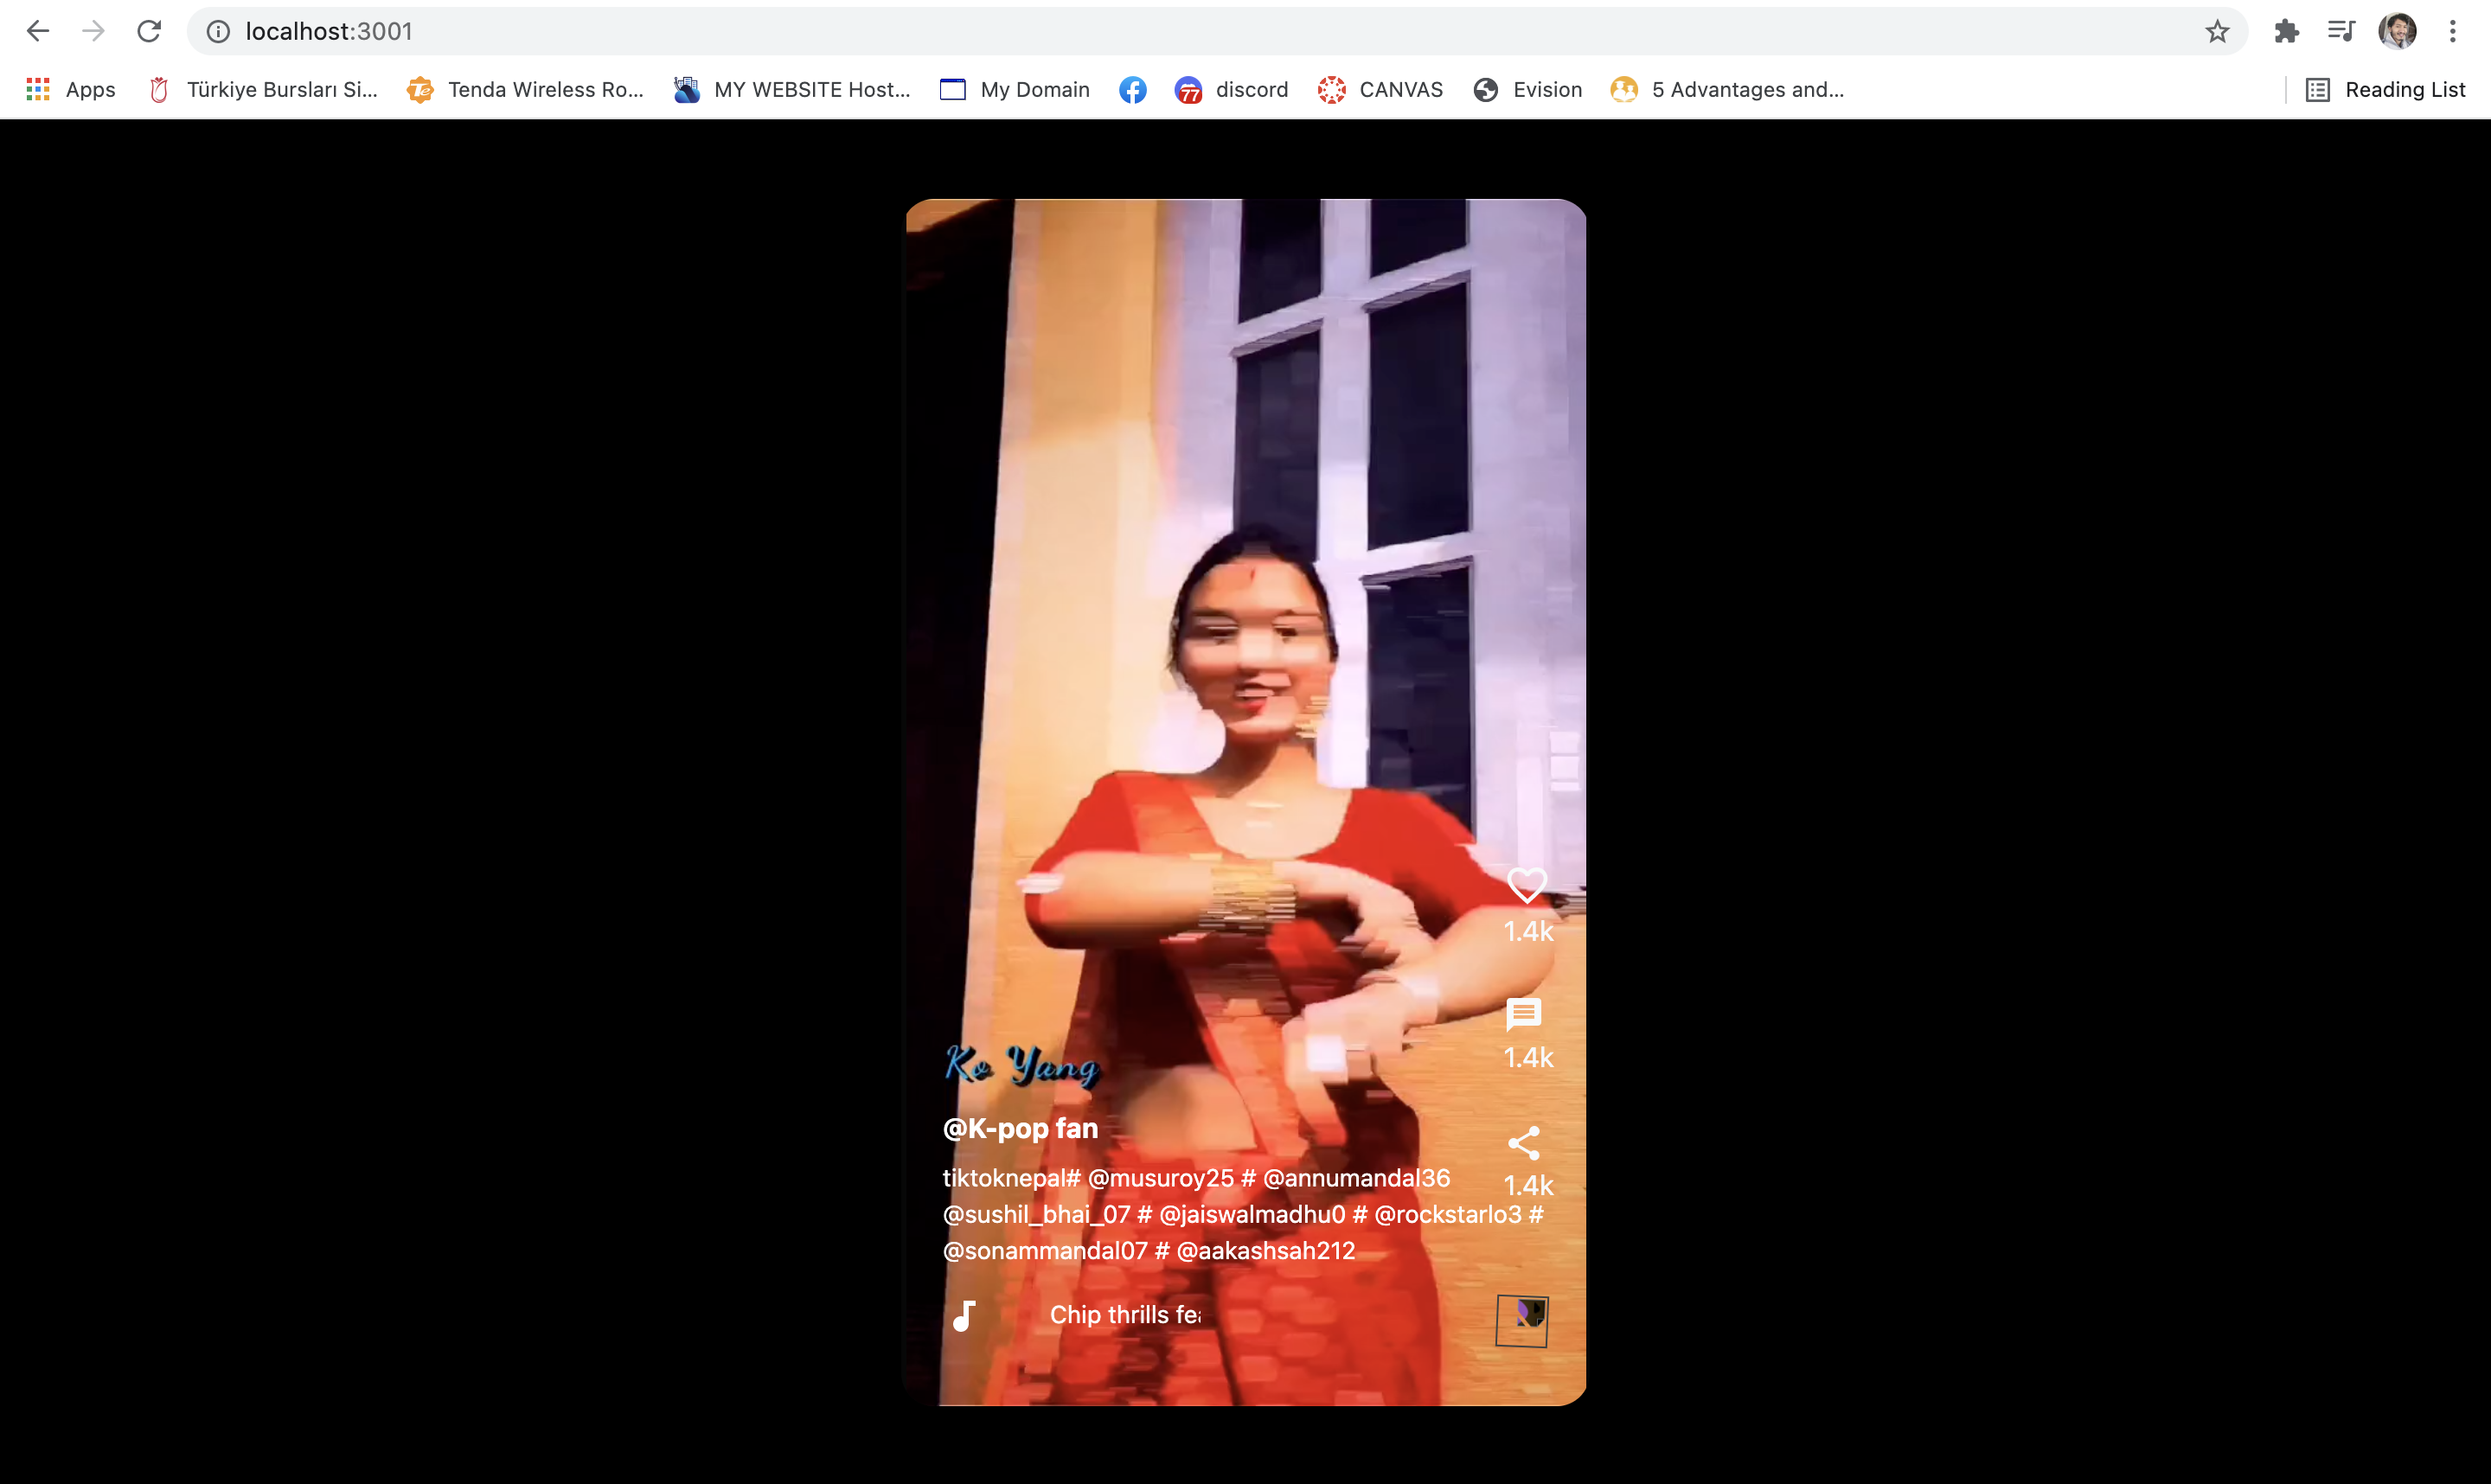 localhost:3001
Apps Türkiye Bursları Si... Tenda Wireless Ro... MY WEBSITE Host... My Domain discord CANVAS Evision 5 Advantages and... Reading List
1.4k
1.4k
Ko Yang
@K-pop fan
1.4k
tiktoknepal# @musuroy25 # @annumandal36
@sushil_bhai_07 # @jaiswalmadhu0 # @rockstarlo3 #
@sonammandal07 # @aakashsah212
Chip thrills